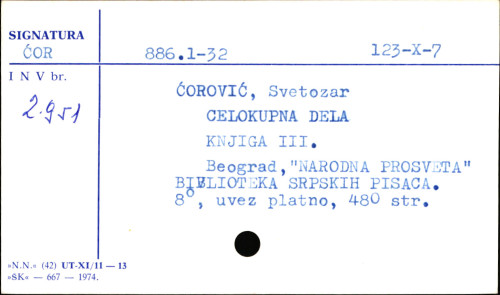 SIGNATURA
ĆOR
886.1-32
123-X-7
I N V br.
2.951
ĆOROVIĆ, Svetozar
CELOKUPNA DELA
KNJIGA III.
Beograd,"NARODNA PROSVETA"
BIBLIOTEKA SRPSKIH PISACA.
8°, uvez platno, 480 str.
»N.N.« (42) UT-XI/11 — 13
»SK« — 667 — 1974.